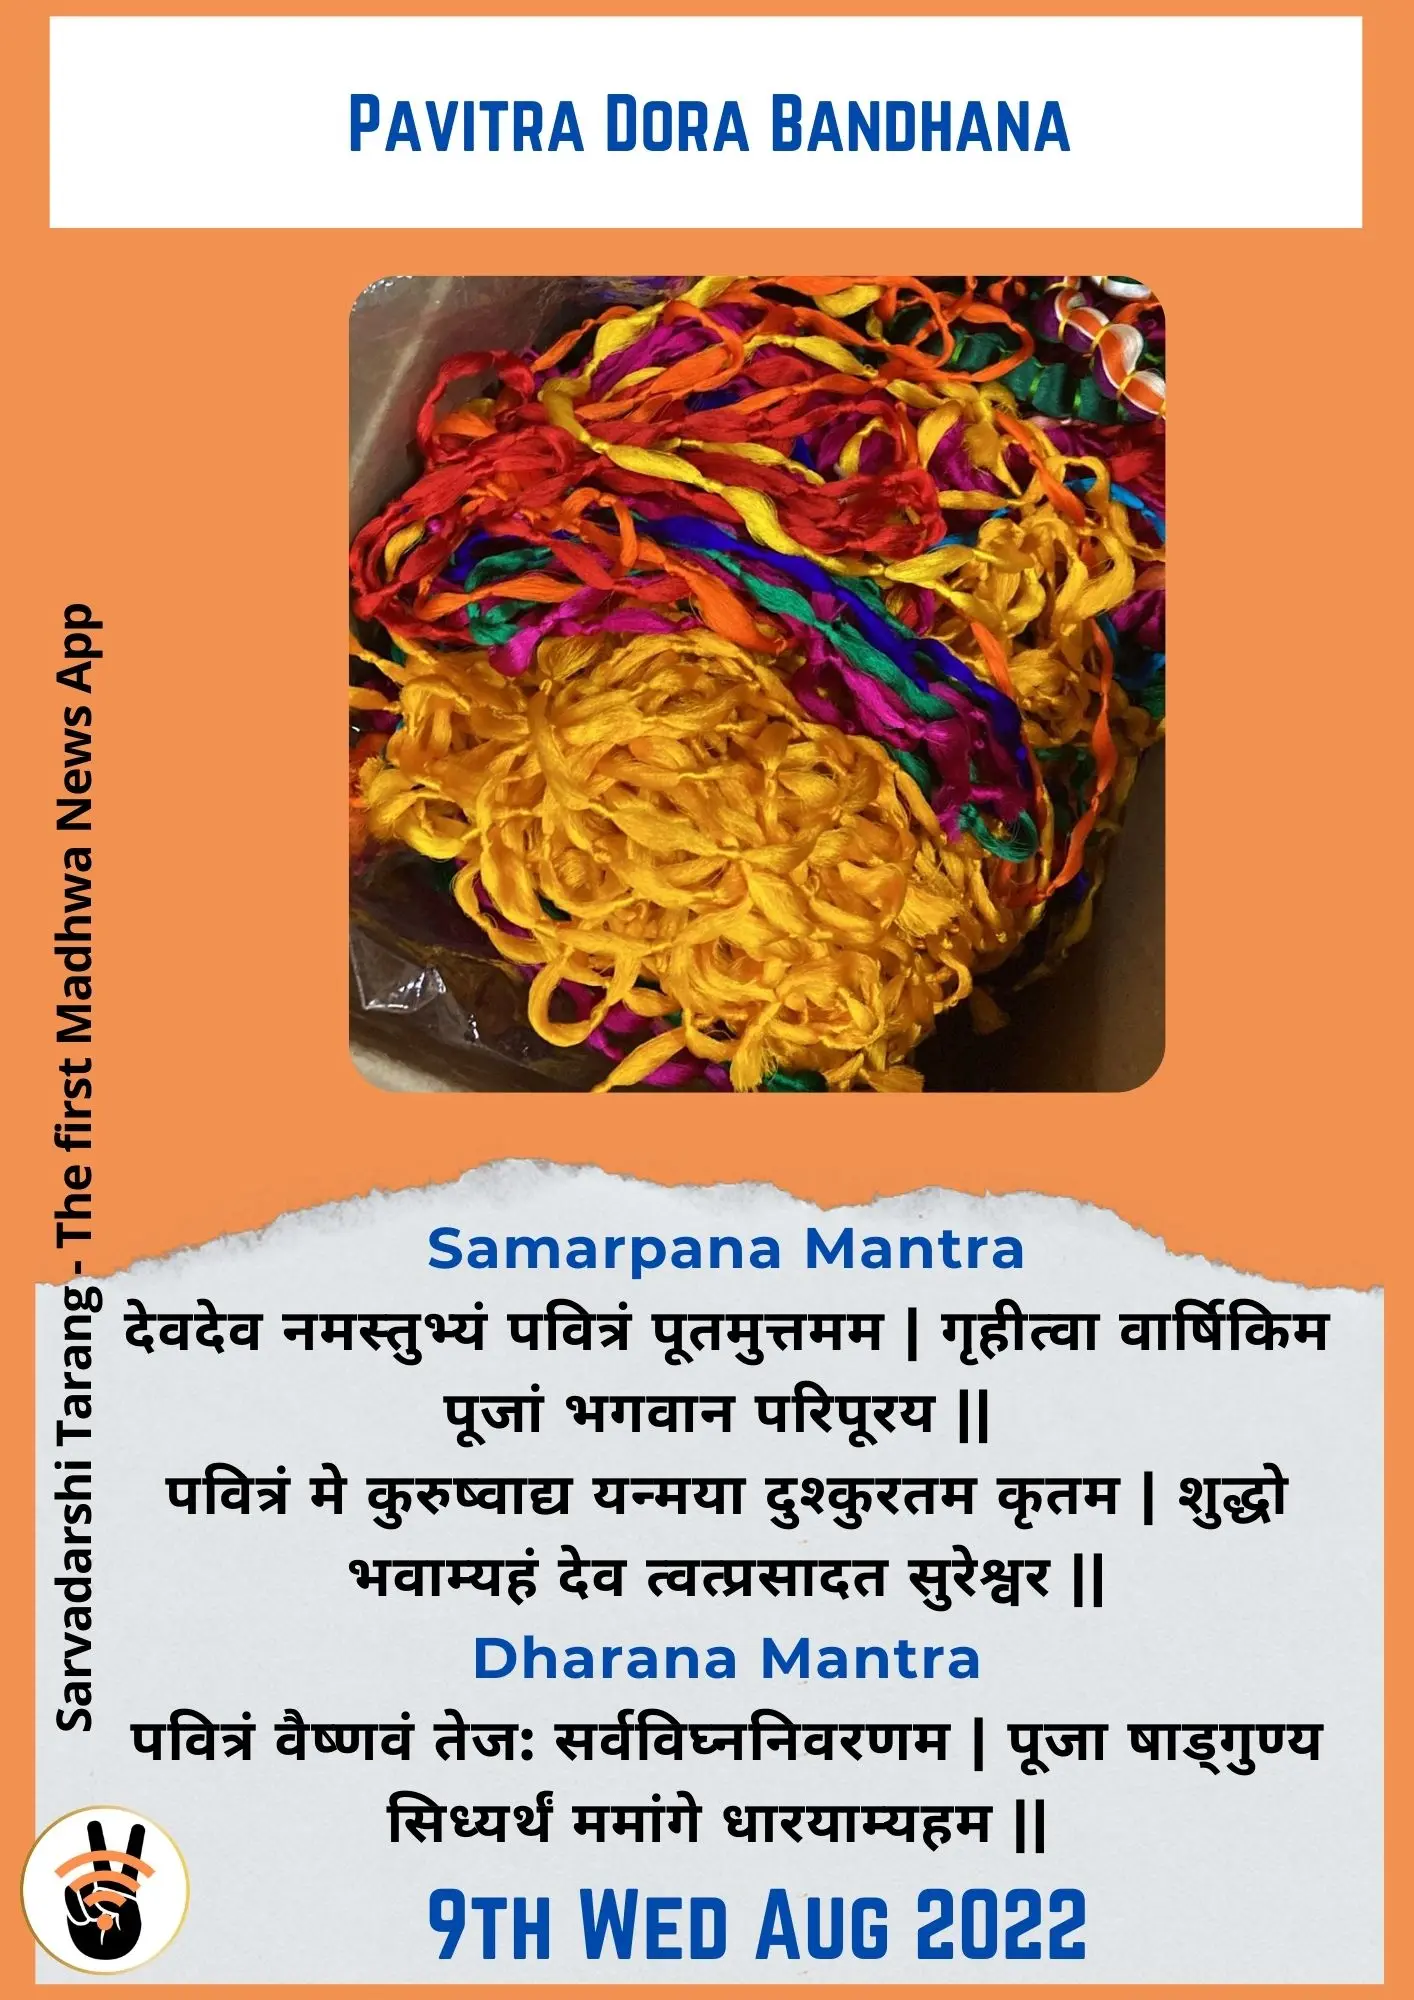 Pavitra Dora Bandhana
Sarvadarshi Tarang - The first Madhwa News App
Samarpana Mantra
देवदेव नमस्तुभ्यं पवित्रं पूतमुत्तमम | गृहीत्वा वार्षिकिम
पूजां भगवान परिपूरय ||
पवित्रं मे कुरुष्वाद्य यन्मया दुश्कुरतम कृतम | शुद्धो
भवाम्यहं देव त्वत्प्रसादत सुरेश्वर ||
Dharana Mantra
पवित्रं वैष्णवं तेज: सर्वविघ्ननिवरणम | पूजा षाड्गुण्य
सिध्यर्थं ममांगे धारयाम्यहम ||
9th Wed Aug 2022